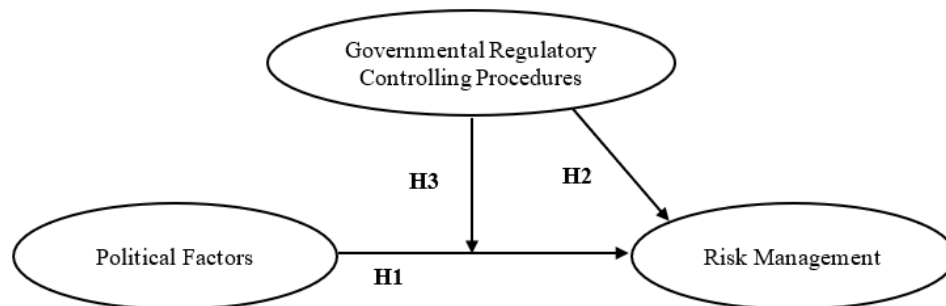 Governmental Regulatory
Controlling Procedures
H3
H2
Political Factors
H1
Risk Management